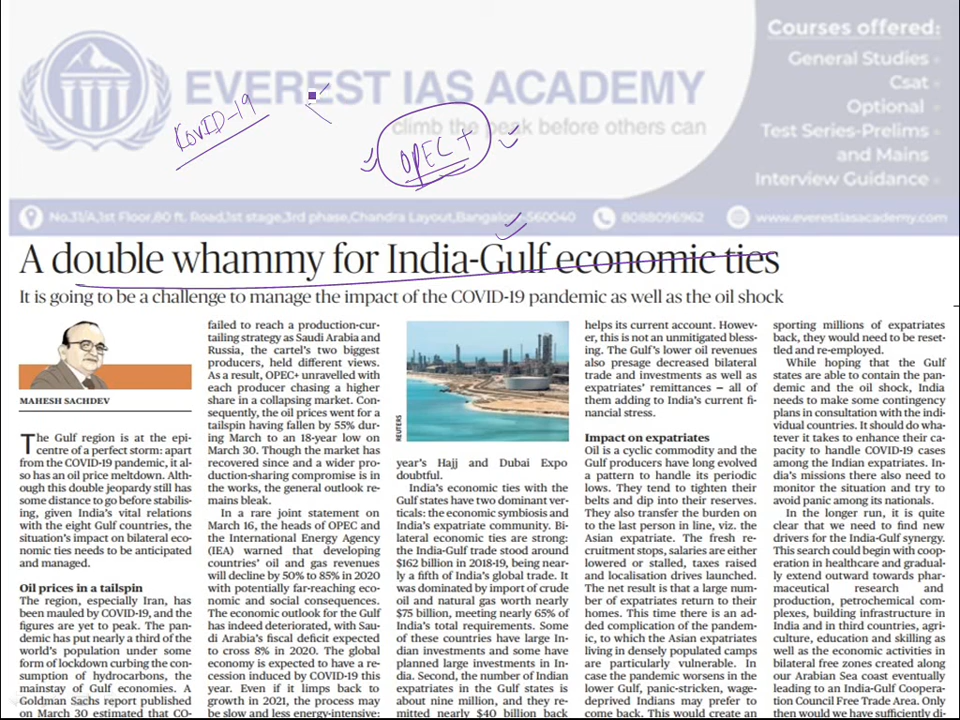 Courses offered:
General Studies
Csat
Optional
Test Series-Prelims
and Mains
Interview Guidance
EVEREST IAS ACADEMY
climb the peak before others can
COVID-19
OPEC+
No.31/A,1st Floor,80 ft. Road,1st stage,3rd phase,Chandra Layout,Bangalore,560040
8088096962
www.everestiasacademy.com
A double whammy for India-Gulf economic ties
It is going to be a challenge to manage the impact of the COVID-19 pandemic as well as the oil shock
MAHESH SACHDEV
The Gulf region is at the epi-
centre of a perfect storm: apart
from the COVID-19 pandemic, it al-
so has an oil price meltdown. Al-
though this double jeopardy still has
some distance to go before stabilis-
ing, given India's vital relations
with the eight Gulf countries, the
situation's impact on bilateral eco-
nomic ties needs to be anticipated
and managed.
Oil prices in a tailspin
The region, especially Iran, has
been mauled by COVID-19, and the
figures are yet to peak. The pan-
demic has put nearly a third of the
world's population under some
form of lockdown curbing the con-
sumption of hydrocarbons, the
mainstay of Gulf economies. A
Goldman Sachs report published
on March 30 estimated that CO-
failed to reach a production-cur-
tailing strategy as Saudi Arabia and
Russia, the cartel's two biggest
producers, held different views.
As a result, OPEC+ unravelled with
each producer chasing a higher
share in a collapsing market. Con-
sequently, the oil prices went for a
tailspin having fallen by 55% dur-
ing March to an 18-year low on
March 30. Though the market has
recovered since and a wider pro-
duction-sharing compromise is in
the works, the general outlook re-
mains bleak.
In a rare joint statement on
March 16, the heads of OPEC and
the International Energy Agency
(IEA) warned that developing
countries' oil and gas revenues
will decline by 50% to 85% in 2020
with potentially far-reaching econ-
omic and social consequences.
The economic outlook for the Gulf
has indeed deteriorated, with Sau-
di Arabia's fiscal deficit expected
to cross 8% in 2020. The global
economy is expected to have a re-
cession induced by COVID-19 this
year. Even if it limps back to
growth in 2021, the process may
be slow and less energy-intensive:
REUTERS
year's Hajj and Dubai Expo
doubtful.
India's economic ties with the
Gulf states have two dominant ver-
ticals: the economic symbiosis and
India's expatriate community. Bi-
lateral economic ties are strong:
the India-Gulf trade stood around
$162 billion in 2018-19, being near-
ly a fifth of India's global trade. It
was dominated by import of crude
oil and natural gas worth nearly
$75 billion, meeting nearly 65% of
India's total requirements. Some
of these countries have large In-
dian investments and some have
planned large investments in In-
dia. Second, the number of Indian
expatriates in the Gulf states is
about nine million, and they re-
mitted nearly $40 billion back
helps its current account. Howev-
er, this is not an unmitigated bless-
ing. The Gulf's lower oil revenues
also presage decreased bilateral
trade and investments as well as
expatriates' remittances – all of
them adding to India's current fi-
nancial stress.
Impact on expatriates
Oil is a cyclic commodity and the
Gulf producers have long evolved
a pattern to handle its periodic
lows. They tend to tighten their
belts and dip into their reserves.
They also transfer the burden on
to the last person in line, viz. the
Asian expatriate. The fresh re-
cruitment stops, salaries are either
lowered or stalled, taxes raised
and localisation drives launched.
The net result is that a large num-
ber of expatriates return to their
homes. This time there is an ad-
ded complication of the pandem-
ic, to which the Asian expatriates
living in densely populated camps
are particularly vulnerable. In
case the pandemic worsens in the
lower Gulf, panic-stricken, wage-
deprived Indians may prefer to
come back. This would create an
sporting millions of expatriates
back, they would need to be reset-
tled and re-employed.
While hoping that the Gulf
states are able to contain the pan-
demic and the oil shock, India
needs to make some contingency
plans in consultation with the indi-
vidual countries. It should do wha-
tever it takes to enhance their ca-
pacity to handle COVID-19 cases
among the Indian expatriates. In-
dia's missions there also need to
monitor the situation and try to
avoid panic among its nationals.
In the longer run, it is quite
clear that we need to find new
drivers for the India-Gulf synergy.
This search could begin with coop-
eration in healthcare and gradual-
ly extend outward towards phar-
maceutical research and
production, petrochemical com-
plexes, building infrastructure in
India and in third countries, agri-
culture, education and skilling as
well as the economic activities in
bilateral free zones created along
our Arabian Sea coast eventually
leading to an India-Gulf Coopera-
tion Council Free Trade Area. Only
then would we have sufficiently di-